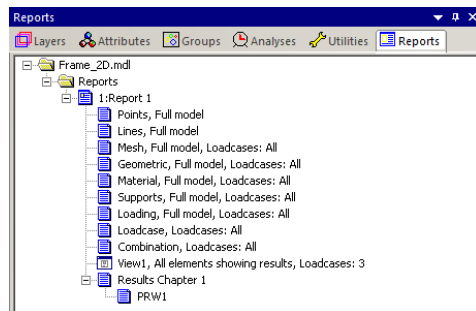 Reports
Layers Attributes Groups Analyses Utilities Reports
Frame_2D.mdl
Reports
1:Report 1
Points, Full model
Lines, Full model
Mesh, Full model, Loadcases: All
Geometric, Full model, Loadcases: All
Material, Full model, Loadcases: All
Supports, Full model, Loadcases: All
Loading, Full model, Loadcases: All
Loadcase, Loadcases: All
Combination, Loadcases: All
View1, All elements showing results, Loadcases: 3
Results Chapter 1
PRW1